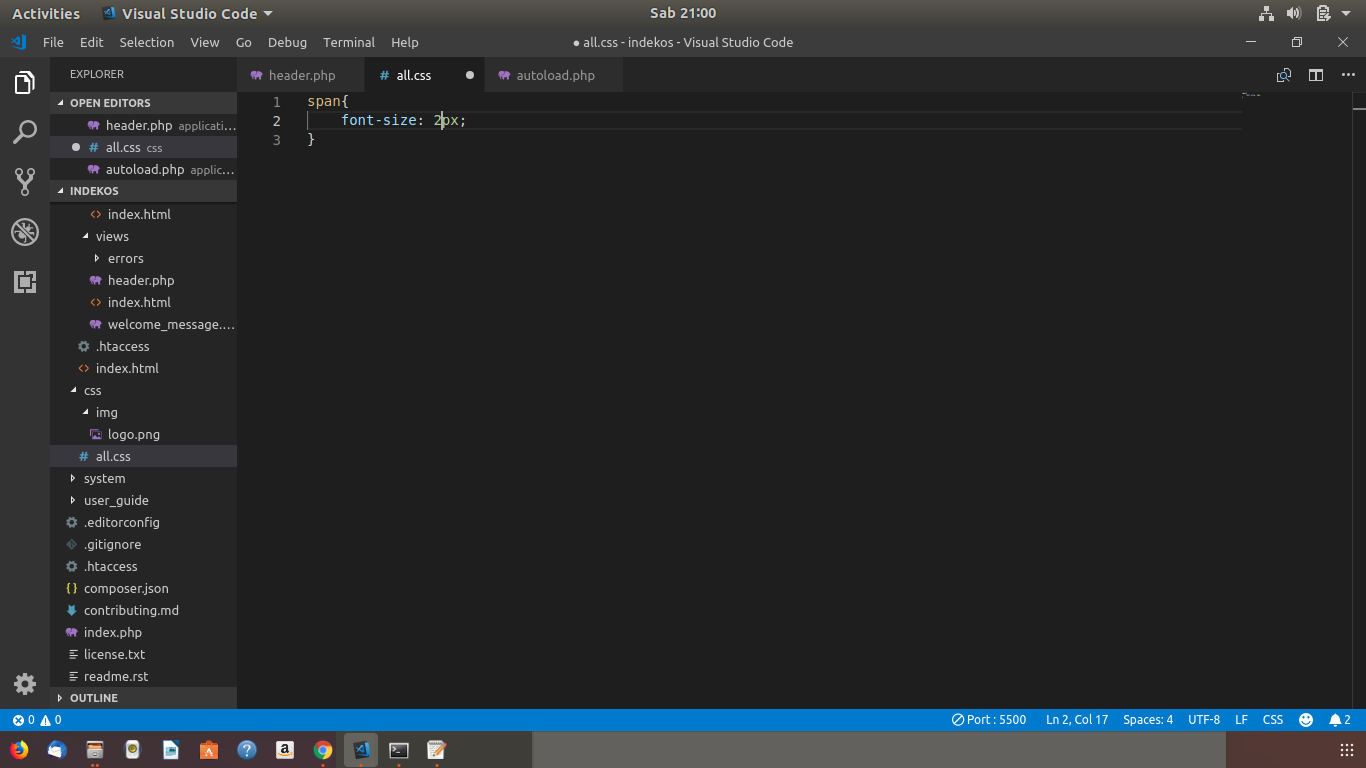 Activities Visual Studio Code Sab 21:00
File Edit Selection View Go Debug Terminal Help ● all.css - indekos - Visual Studio Code
EXPLORER
header.php all.css autoload.php
OPEN EDITORS
header.php applicati...
all.css css
autoload.php applic...
INDEKOS
index.html
views
errors
header.php
index.html
welcome_message....
.htaccess
index.html
css
img
logo.png
all.css
system
user_guide
.editorconfig
.gitignore
.htaccess
composer.json
contributing.md
index.php
license.txt
readme.rst
OUTLINE
1 span{
2 font-size: 2px;
3 }
0 0 Port : 5500 Ln 2, Col 17 Spaces: 4 UTF-8 LF CSS 2